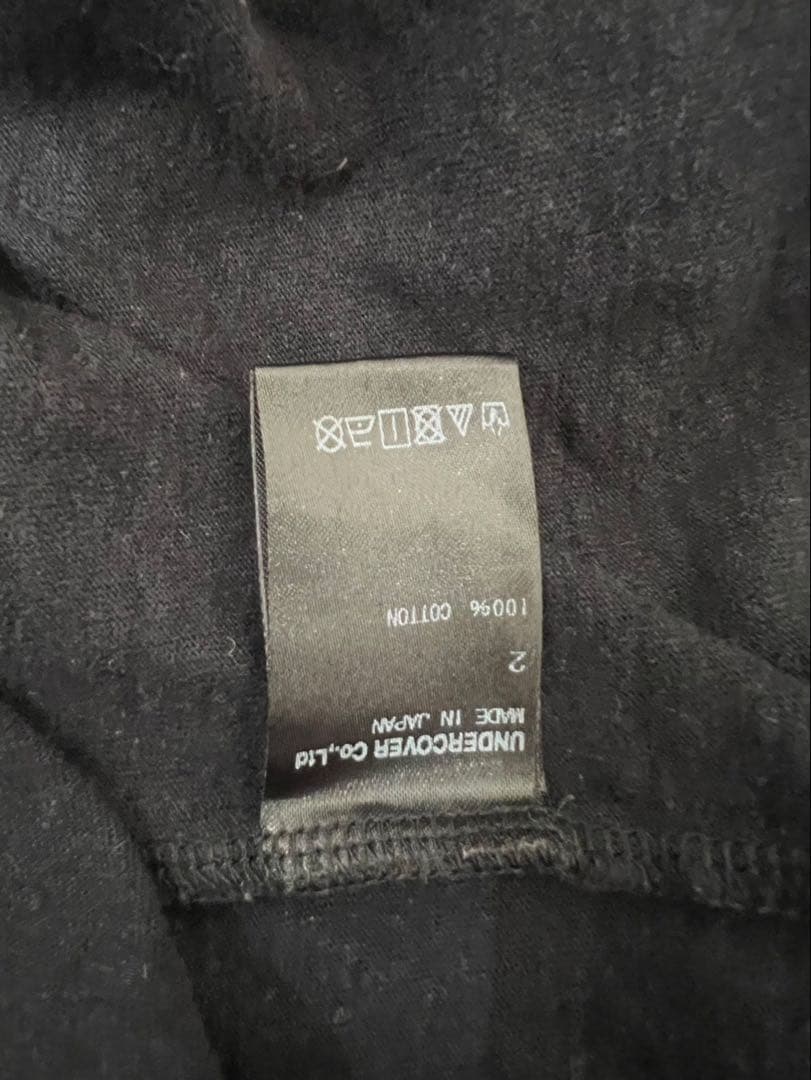 UNDERCOVER Co.,Ltd
MADE IN JAPAN
2
100% COTTON